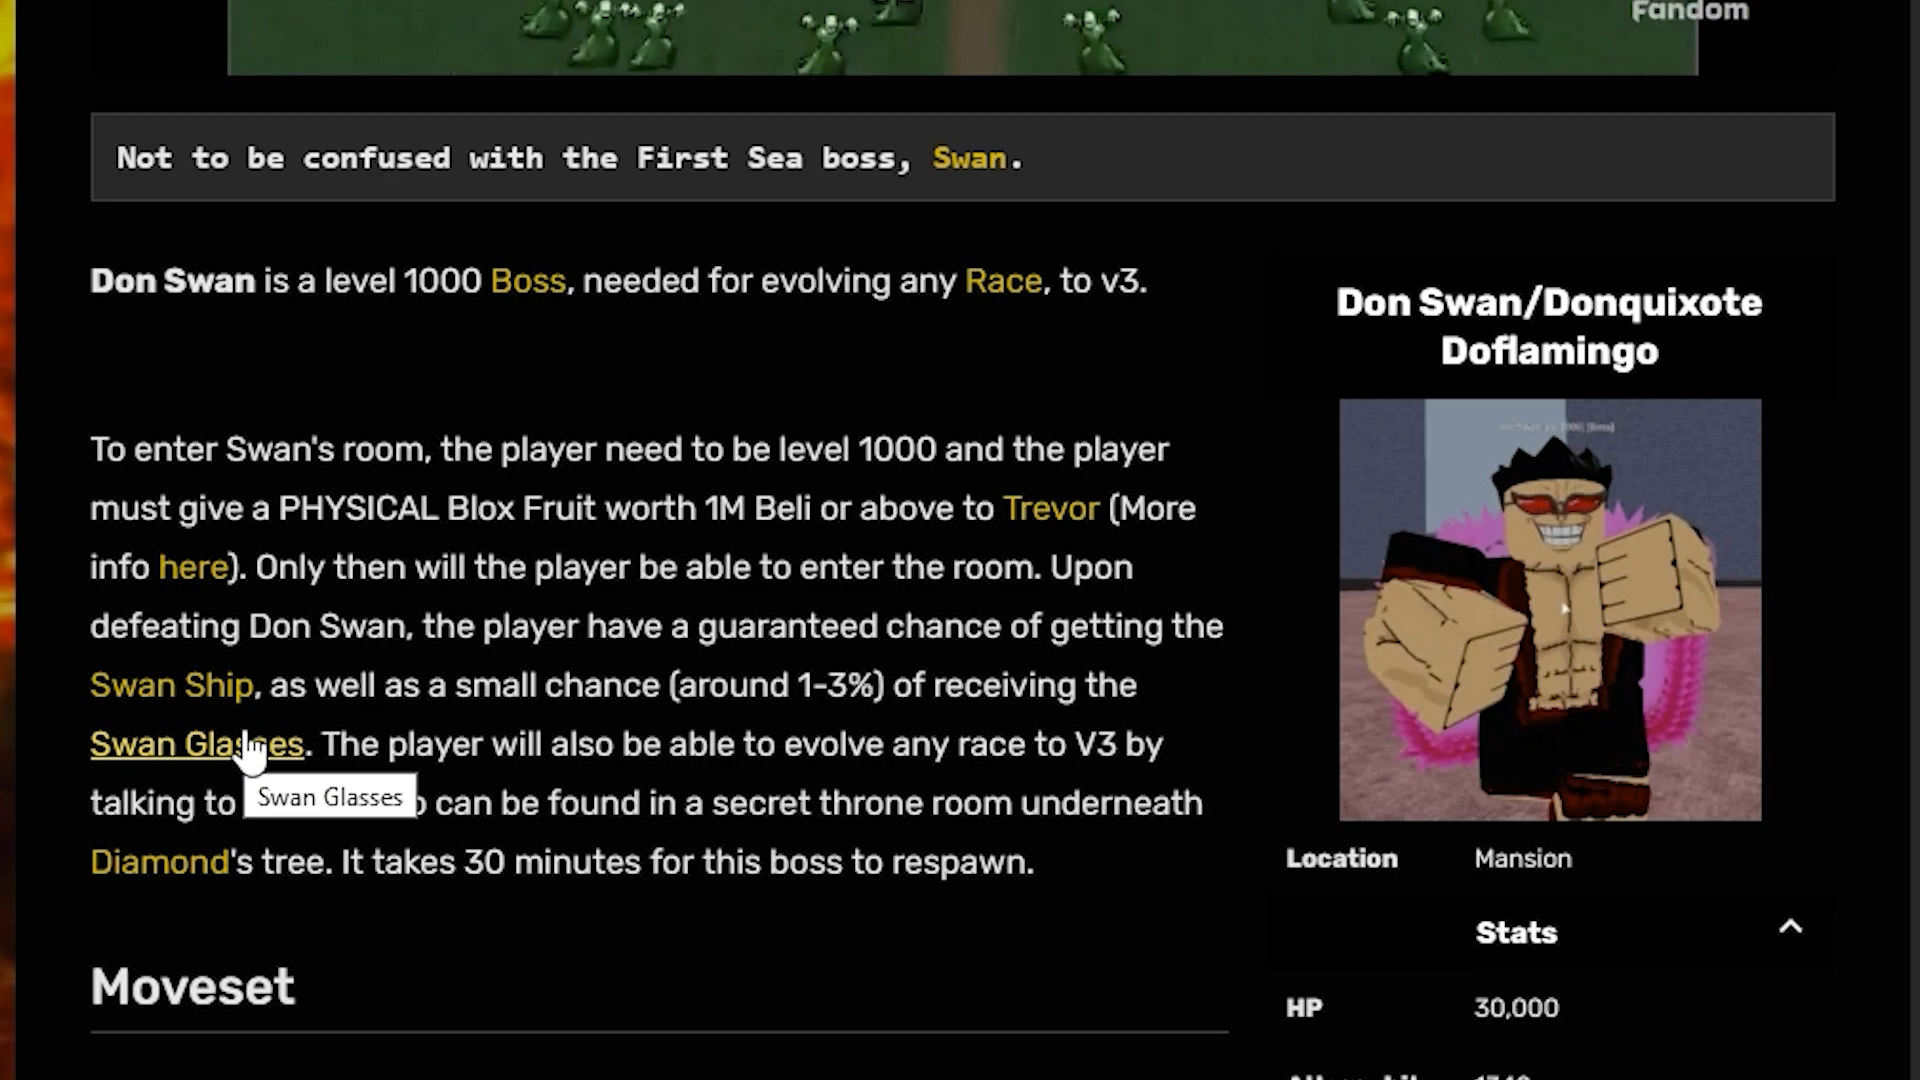 Fandom
Not to be confused with the First Sea boss, Swan.
Don Swan is a level 1000 Boss, needed for evolving any Race, to v3.
To enter Swan's room, the player need to be level 1000 and the player
must give a PHYSICAL Blox Fruit worth 1M Beli or above to Trevor (More
info here). Only then will the player be able to enter the room. Upon
defeating Don Swan, the player have a guaranteed chance of getting the
Swan Ship, as well as a small chance (around 1-3%) of receiving the
Swan Glasses. The player will also be able to evolve any race to V3 by
talking to can be found in a secret throne room underneath
Swan Glasses
Diamond's tree. It takes 30 minutes for this boss to respawn.
Moveset
Don Swan/Donquixote
Doflamingo
Location Mansion
Stats
HP 30,000